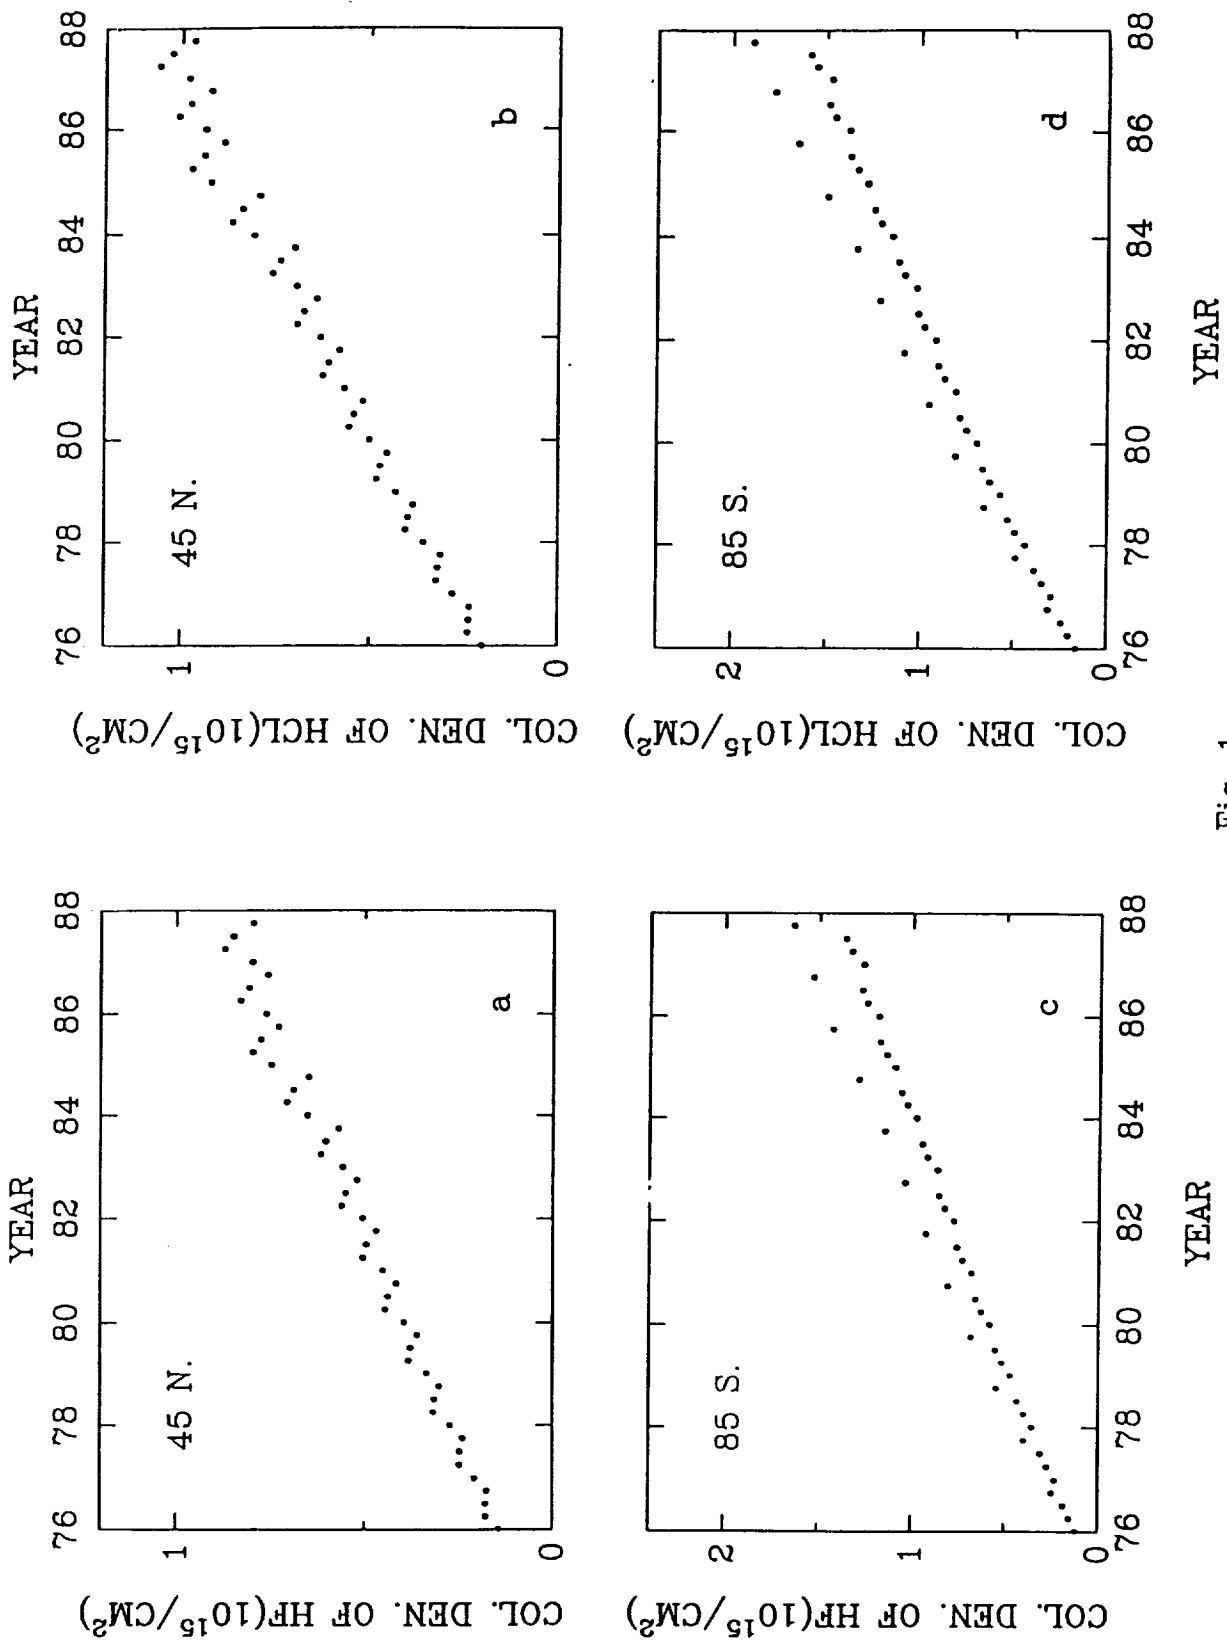 YEAR
76 78 80 82 84 86 88
COL. DEN. OF HF(10¹⁵/CM²)
1
0
45 N.
a
YEAR
76 78 80 82 84 86 88
COL. DEN. OF HCL(10¹⁵/CM²)
1
0
45 N.
b
COL. DEN. OF HF(10¹⁵/CM²)
2
1
0
85 S.
c
76 78 80 82 84 86 88
YEAR
COL. DEN. OF HCL(10¹⁵/CM²)
2
1
0
85 S.
d
76 78 80 82 84 86 88
YEAR
Fig. 1